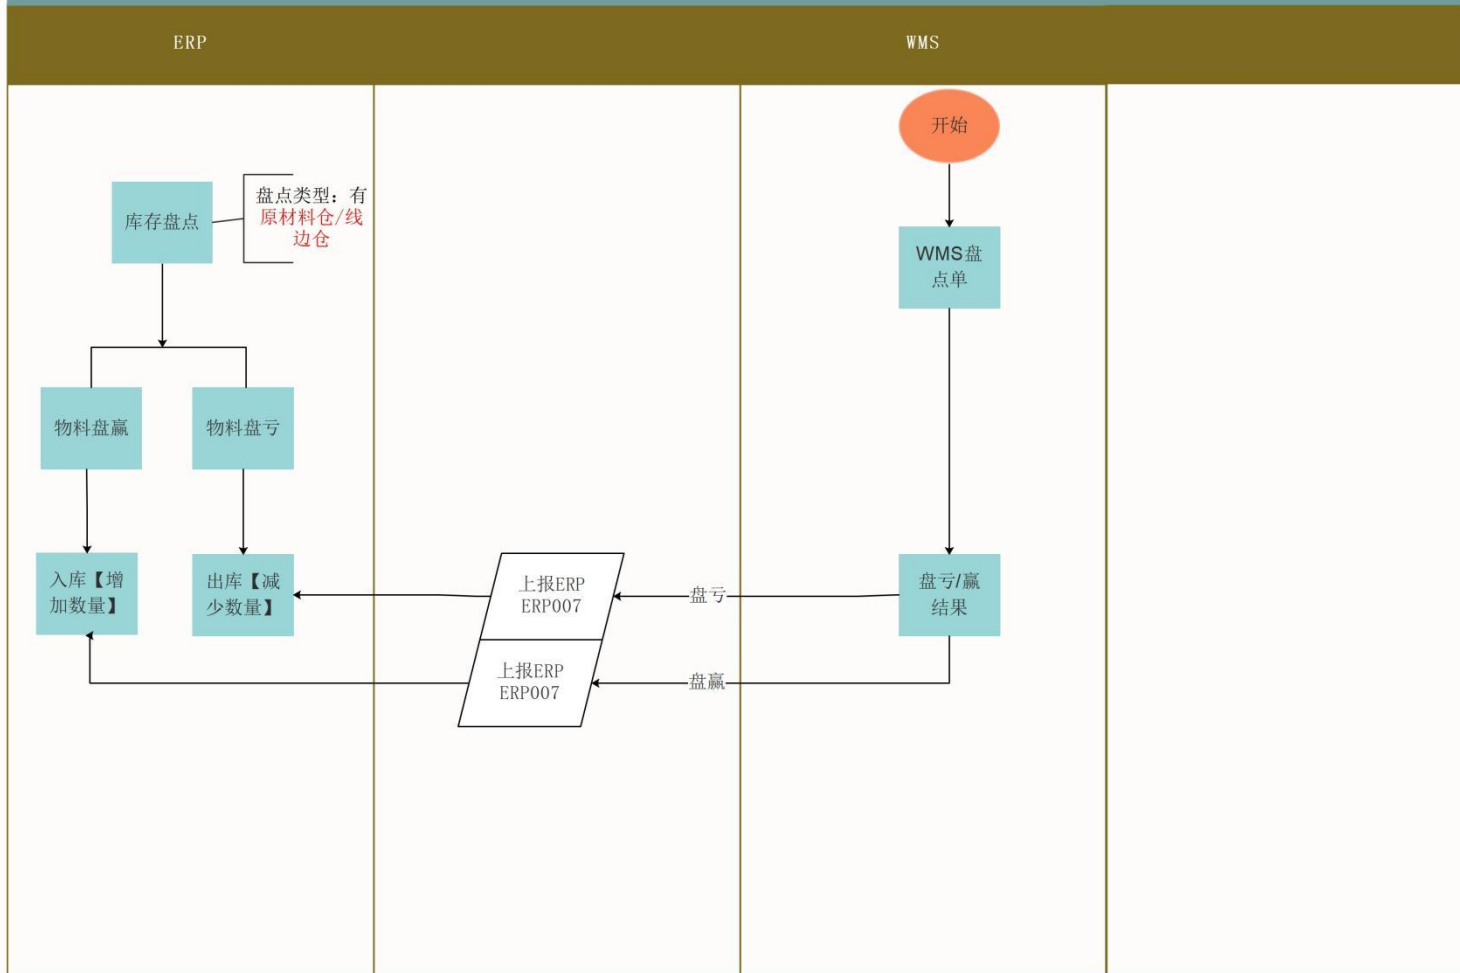 ERP
WMS
开始
库存盘点
盘点类型：有
原材料仓/线
边仓
WMS盘
点单
物料盘赢
物料盘亏
入库【增
加数量】
出库【减
少数量】
上报ERP
ERP007
盘亏
盘亏/赢
结果
上报ERP
ERP007
盘赢